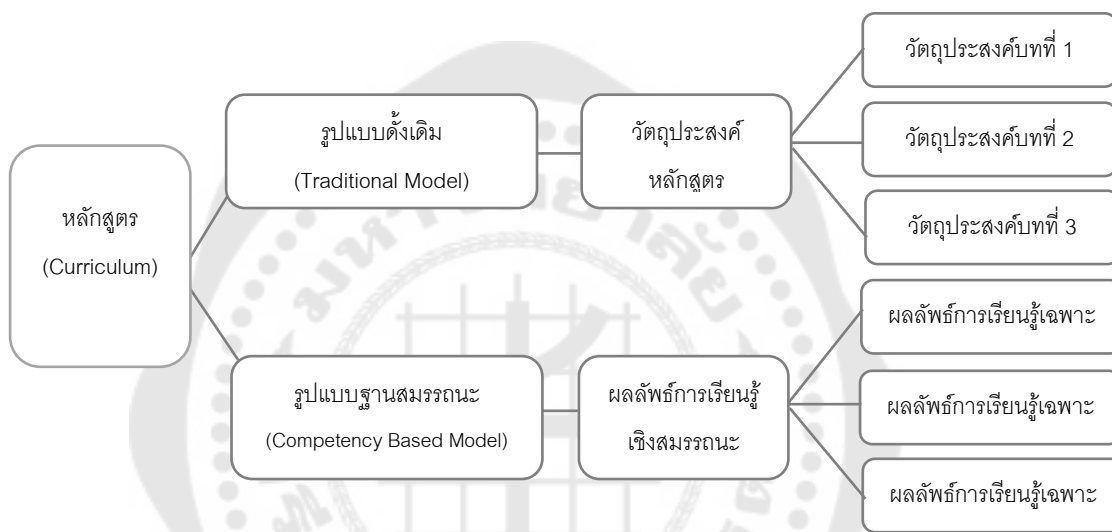 หลักสูตร
(Curriculum)
รูปแบบดั้งเดิม
(Traditional Model)
วัตถุประสงค์
หลักสูตร
วัตถุประสงค์บทที่ 1
วัตถุประสงค์บทที่ 2
วัตถุประสงค์บทที่ 3
รูปแบบฐานสมรรถนะ
(Competency Based Model)
ผลลัพธ์การเรียนรู้
เชิงสมรรถนะ
ผลลัพธ์การเรียนรู้เฉพาะ
ผลลัพธ์การเรียนรู้เฉพาะ
ผลลัพธ์การเรียนรู้เฉพาะ